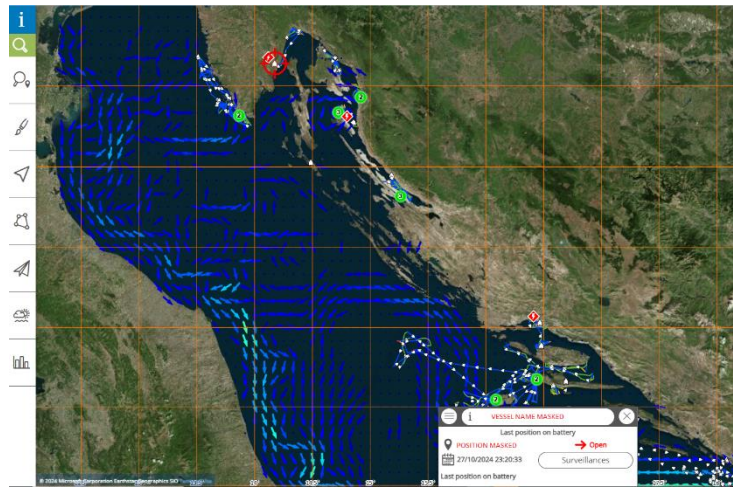 i
VESSEL NAME MASKED
Last position on battery
POSITION MASKED
Open
27/10/2024 23:20:33
Surveillances
Last position on battery
© 2024 Microsoft Corporation Earthstar Geographics SIO
i